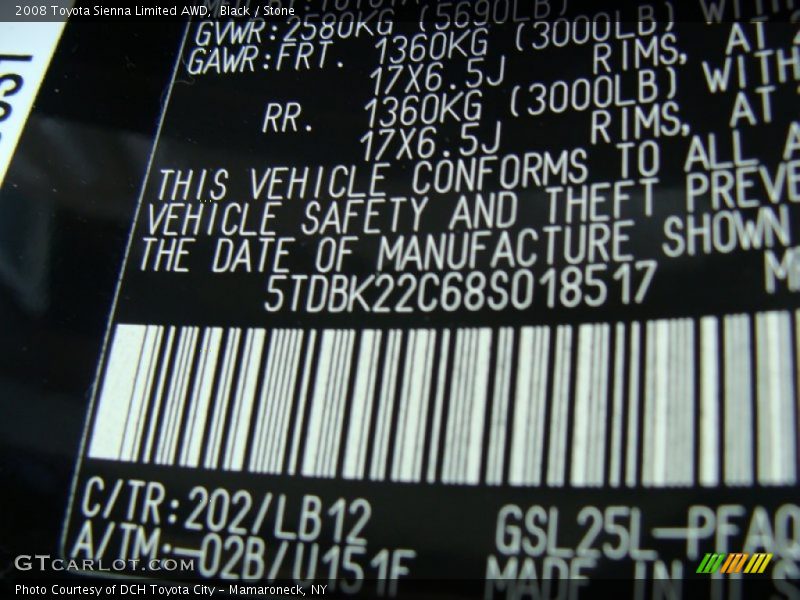 2008 Toyota Sienna Limited AWD, Black / Stone
GVWR:2580KG (5690LB) WITH
GAWR:FRT. 1360KG (3000LB)
17X6.5J RIMS, AT
RR. 1360KG (3000LB) WITH
17X6.5J RIMS, AT
THIS VEHICLE CONFORMS TO ALL A
VEHICLE SAFETY AND THEFT PREVE
THE DATE OF MANUFACTURE SHOWN
5TDBK22C68S018517
C/TR:202/LB12 GSL25L-PFAQ
A/TM:-02B/U151F MADE IN US
GTCARLOT.COM
Photo Courtesy of DCH Toyota City - Mamaroneck, NY